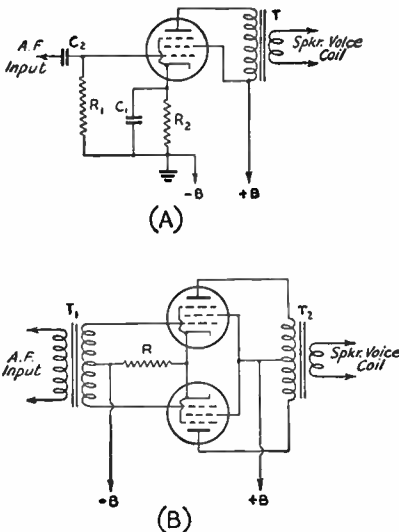 A.F. Input
C₂
R₁
C₁
R₂
T
Spkr. Voice Coil
-B
+B
(A)
T₁
A.F. Input
R
T₂
Spkr. Voice Coil
-B
+B
(B)